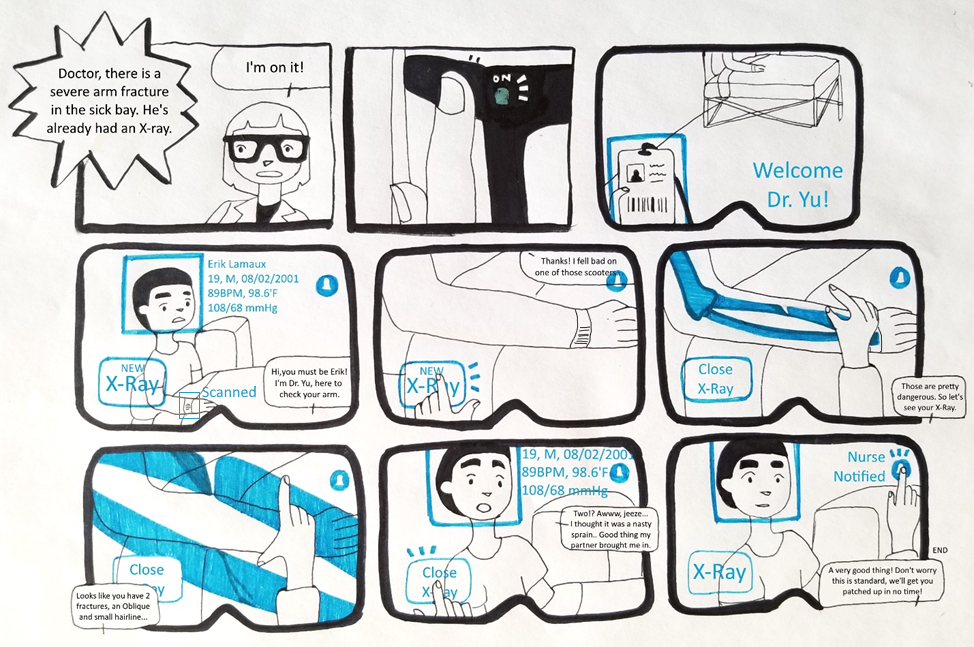 Doctor, there is a
severe arm fracture
in the sick bay. He's
already had an X-ray.
I'm on it!
ON
Welcome
Dr. Yu!
Erik Lamaux
19, M, 08/02/2001
89BPM, 98.6'F
108/68 mmHg
NEW
X-Ray
Scanned
Hi,you must be Erik!
I'm Dr. Yu, here to
check your arm.
Thanks! I fell bad on
one of those scooters
NEW
X-Ray
Close
X-Ray
Those are pretty
dangerous. So let's
see your X-Ray.
Close
Looks like you have 2
fractures, an Oblique
and small hairline...
19, M, 08/02/200
89BPM, 98.6'F
108/68 mmHg
Two!? Awww, jeeze...
I thought it was a nasty
sprain.. Good thing my
partner brought me in.
Close
X-Ray
Nurse
Notified
X-Ray
A very good thing! Don't worry
this is standard, we'll get you
patched up in no time!
END